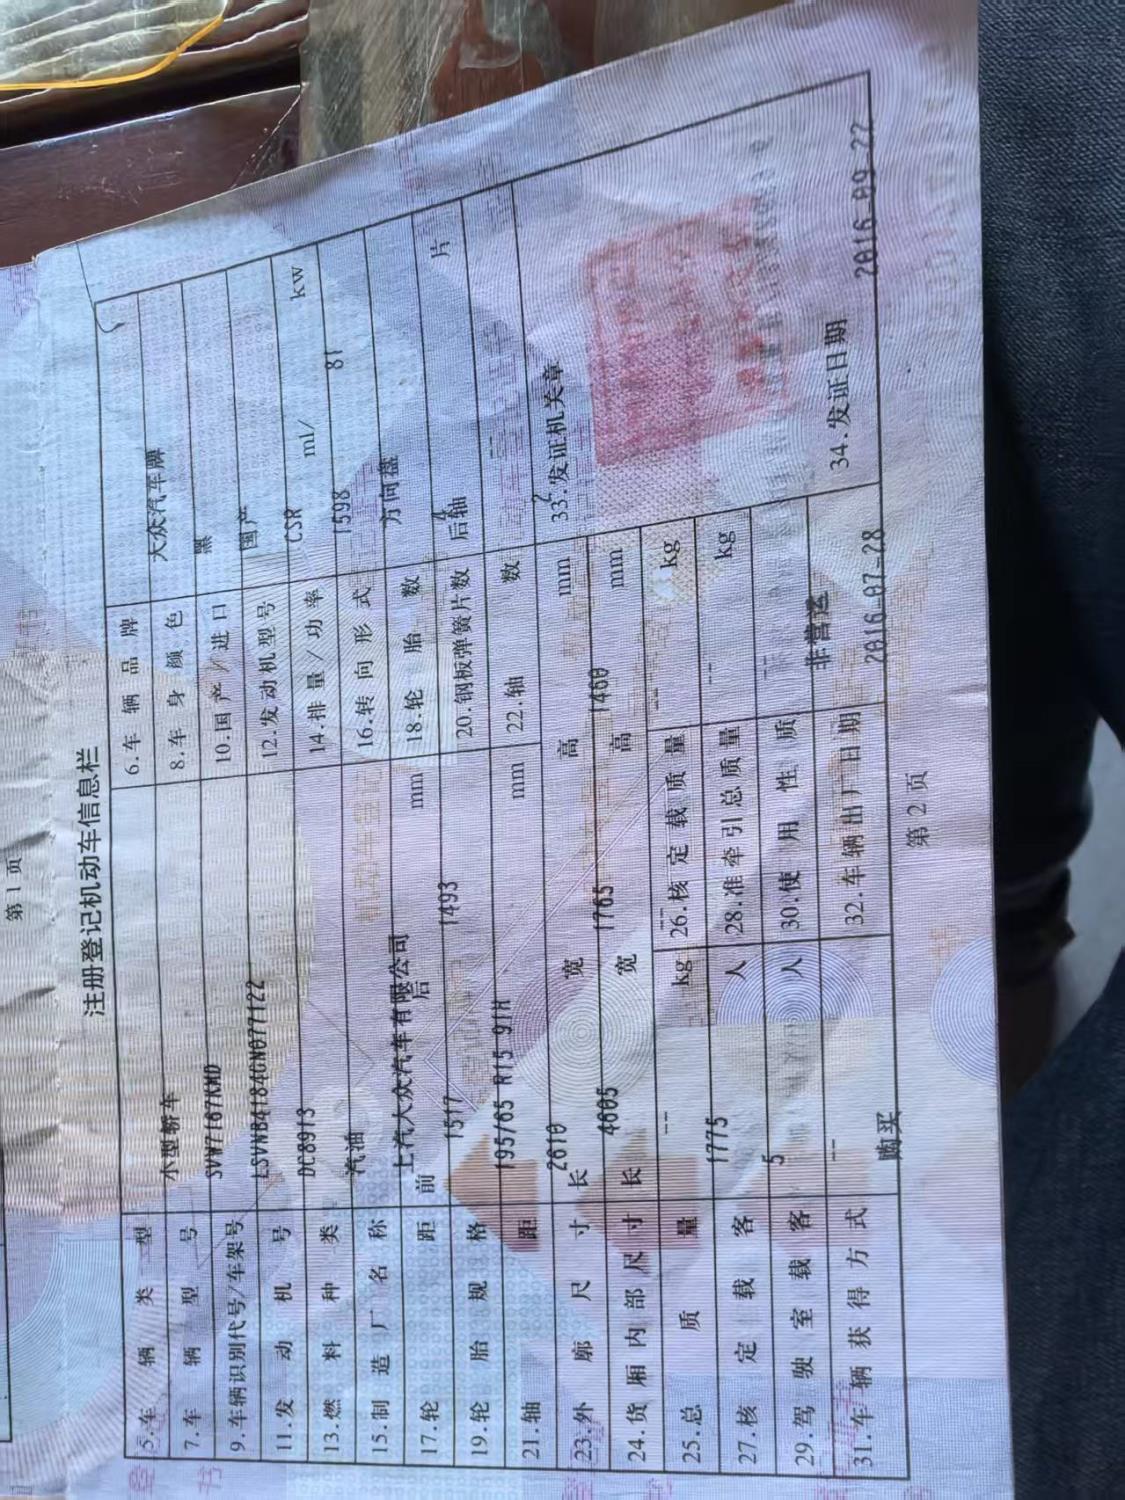 第 1 页
注册登记机动车信息栏
5.车辆类型 小型轿车 6.车辆品牌 大众汽车牌
7.车辆型号 SVW7167KMD 8.车身颜色 黑
9.车辆识别代号/车架号 LSVNB4184GN077122 10.国产/进口 国产
11.发动机号 DC8913 12.发动机型号 CSR
13.燃料种类 汽油 14.排量/功率 1598 ml/ 81 kw
15.制造厂名称 上汽大众汽车有限公司 16.转向形式 方向盘
17.轮距 前 1517 后 1493 mm 18.轮胎数 4
19.轮胎规格 195/65 R15 91H 20.钢板弹簧片数 后轴 -- 片
21.轴距 2610 mm 22.轴数 2
23.外廓尺寸 长 4605 宽 1765 高 1460 mm 33.发证机关章
24.货厢内部尺寸 长 -- 宽 -- 高 -- mm
25.总质量 1775 kg 26.核定载质量 -- kg
27.核定载客 5 人 28.准牵引总质量 -- kg
29.驾驶室载客 -- 人 30.使用性质 非营运
31.车辆获得方式 购买 32.车辆出厂日期 2016-07-28 34.发证日期 2016-09-22
第 2 页